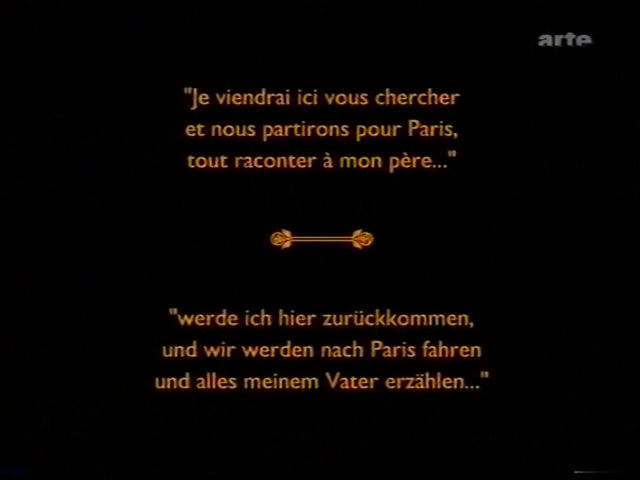 arte
"Je viendrai ici vous chercher
et nous partirons pour Paris,
tout raconter à mon père..."
"werde ich hier zurückkommen,
und wir werden nach Paris fahren
und alles meinem Vater erzählen..."